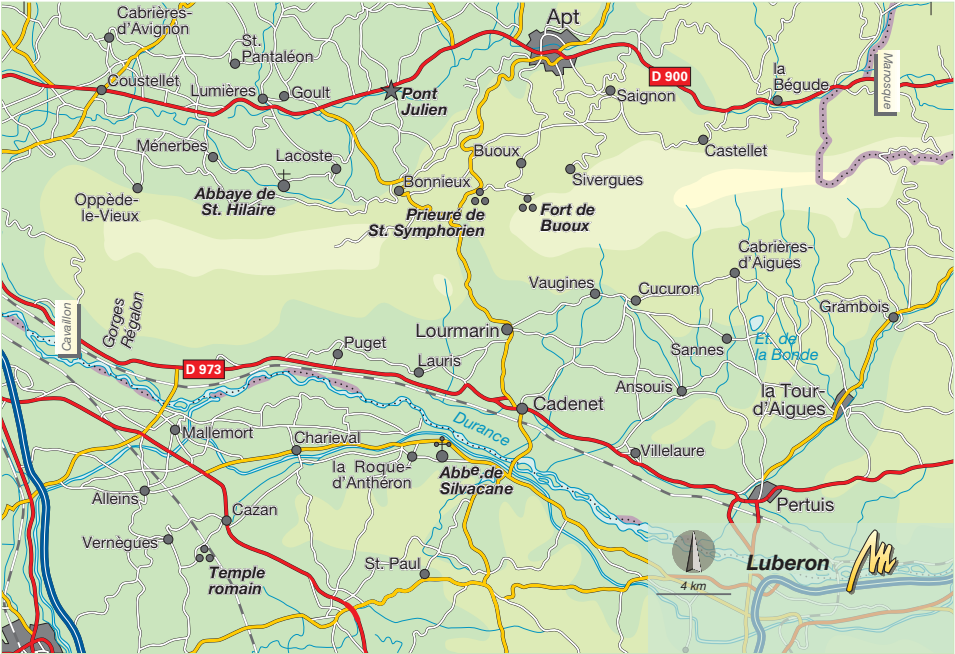 Cabrières-
d'Avignon
St.
Pantaléon
Apt
Coustellet
Lumières
Goult
Pont
Julien
D 900
Saignon
la
Bégude
Manosque
Ménerbes
Lacoste
Buoux
Castellet
Oppède-
le-Vieux
Abbaye de
St. Hilaire
Bonnieux
Sivergues
Prieuré de
St. Symphorien
Fort de
Buoux
Cabrières-
d'Aigues
Vaugines
Cucuron
Grambois
Cavaillon
Gorges
Régalon
Lourmarin
Puget
Lauris
Sannes
Et. de
la Bonde
D 973
Ansouis
la Tour-
d'Aigues
Cadenet
Durance
Mallemort
Charieval
la Roque-
d'Anthéron
Abbe de
Silvacane
Villelaure
Alleins
Cazan
Pertuis
Vernègues
Temple
romain
St. Paul
Luberon
4 km